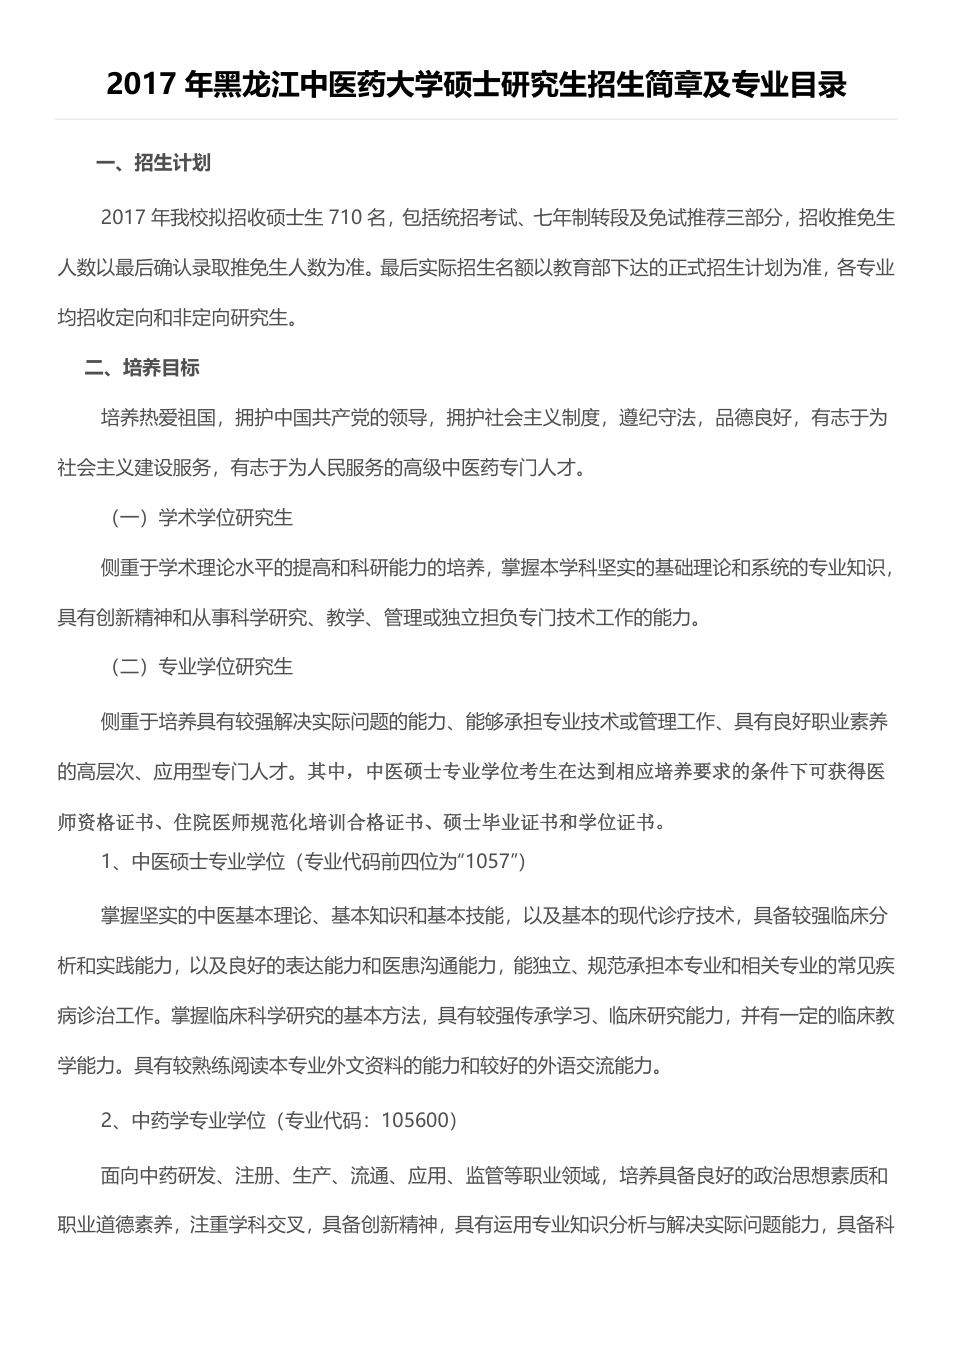 2017 年黑龙江中医药大学硕士研究生招生简章及专业目录
一、招生计划
2017 年我校拟招收硕士生 710 名，包括统招考试、七年制转段及免试推荐三部分，招收推免生
人数以最后确认录取推免生人数为准。最后实际招生名额以教育部下达的正式招生计划为准，各专业
均招收定向和非定向研究生。
二、培养目标
培养热爱祖国，拥护中国共产党的领导，拥护社会主义制度，遵纪守法，品德良好，有志于为
社会主义建设服务，有志于为人民服务的高级中医药专门人才。
（一）学术学位研究生
侧重于学术理论水平的提高和科研能力的培养，掌握本学科坚实的基础理论和系统的专业知识，
具有创新精神和从事科学研究、教学、管理或独立担负专门技术工作的能力。
（二）专业学位研究生
侧重于培养具有较强解决实际问题的能力、能够承担专业技术或管理工作、具有良好职业素养
的高层次、应用型专门人才。其中，中医硕士专业学位考生在达到相应培养要求的条件下可获得医
师资格证书、住院医师规范化培训合格证书、硕士毕业证书和学位证书。
1、中医硕士专业学位（专业代码前四位为“1057”）
掌握坚实的中医基本理论、基本知识和基本技能，以及基本的现代诊疗技术，具备较强临床分
析和实践能力，以及良好的表达能力和医患沟通能力，能独立、规范承担本专业和相关专业的常见疾
病诊治工作。掌握临床科学研究的基本方法，具有较强传承学习、临床研究能力，并有一定的临床教
学能力。具有较熟练阅读本专业外文资料的能力和较好的外语交流能力。
2、中药学专业学位（专业代码：105600）
面向中药研发、注册、生产、流通、应用、监管等职业领域，培养具备良好的政治思想素质和
职业道德素养，注重学科交叉，具备创新精神，具有运用专业知识分析与解决实际问题能力，具备科